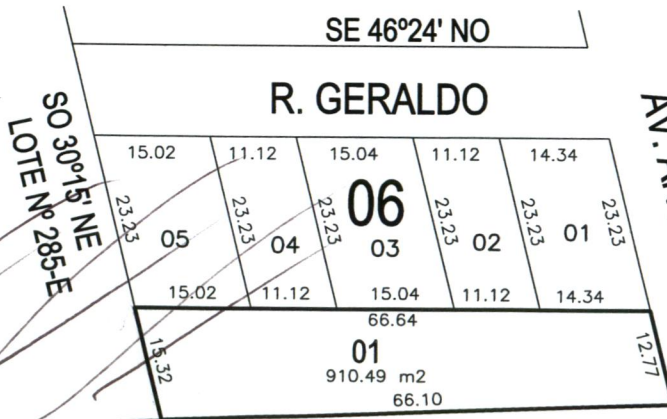 SE 46º24' NO
R. GERALDO
SO 30º15' NE
LOTE Nº 285-E
15.02 11.12 15.04 11.12 14.34
06
23.23 23.23 23.23 23.23 23.23
05 04 03 02 01
15.02 11.12 15.04 11.12 14.34
66.64
15.32 01 12.77
910.49 m2
66.10